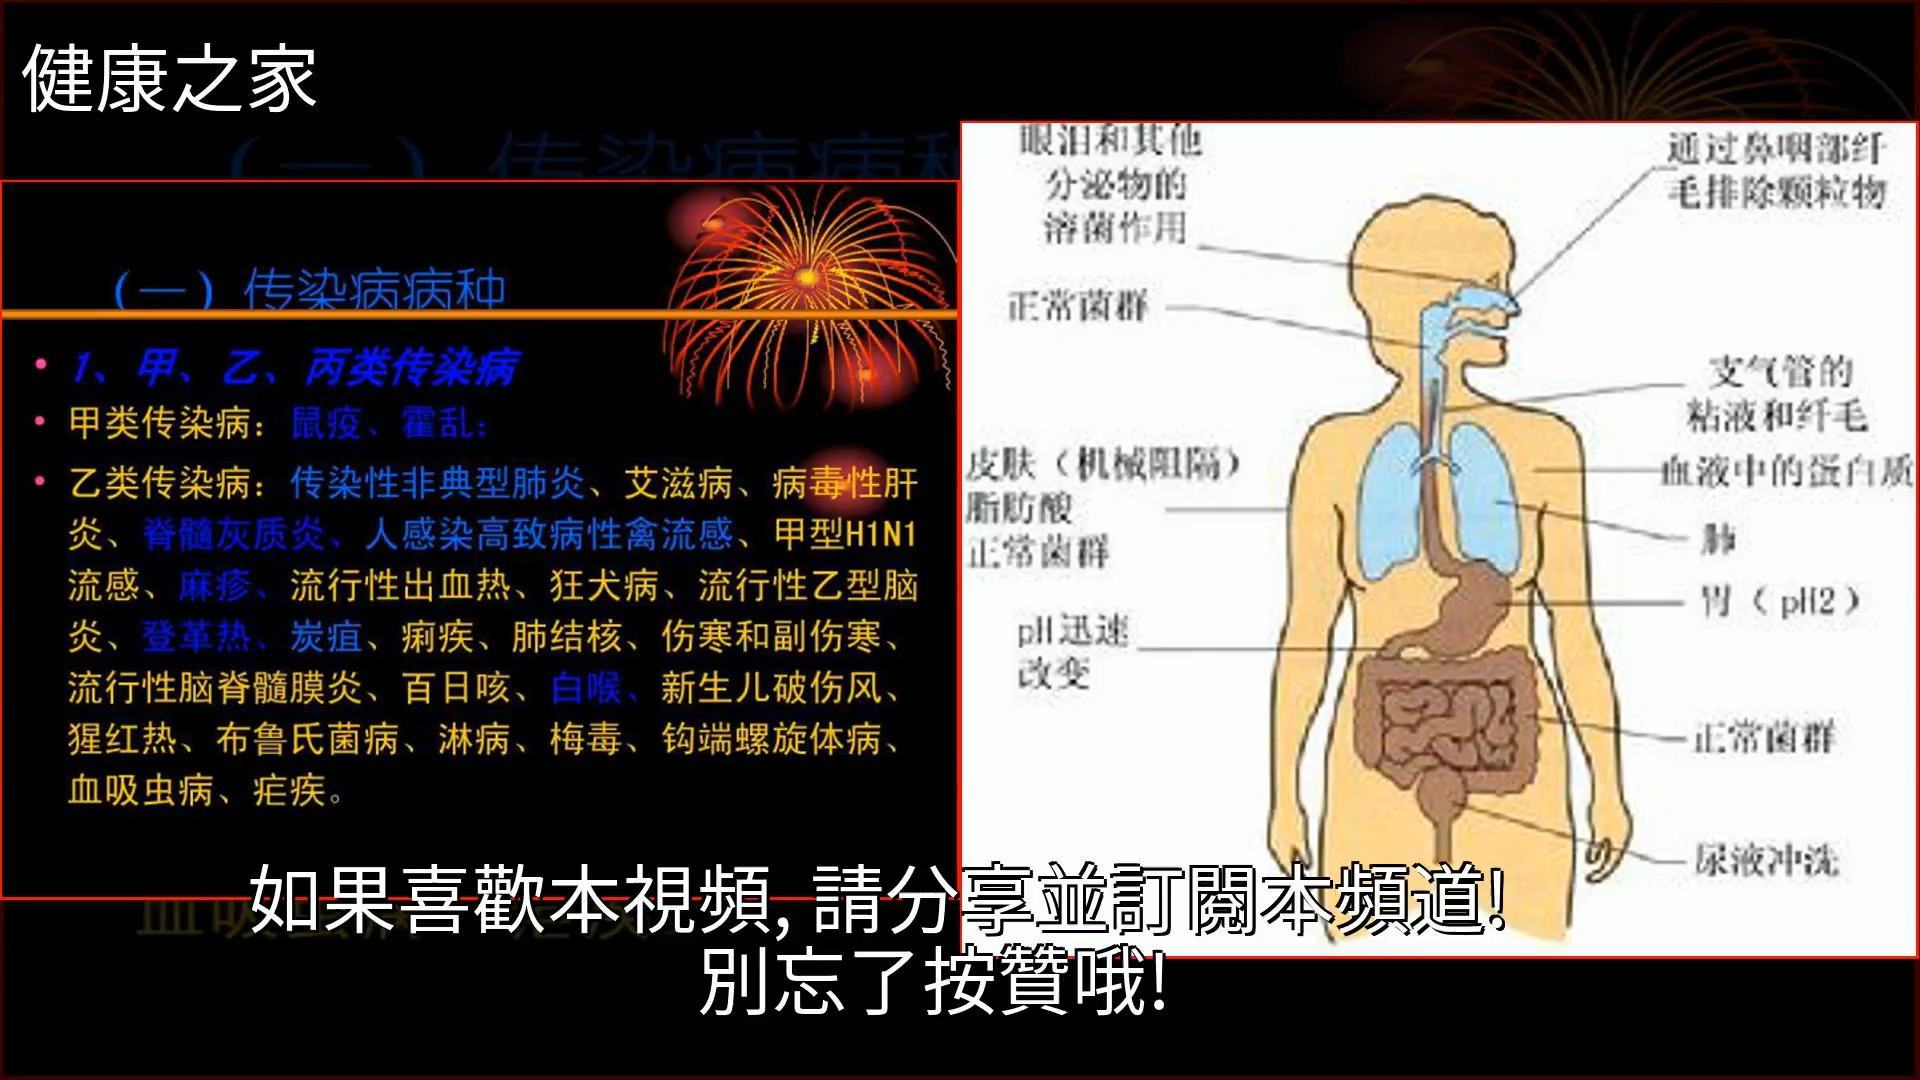 健康之家
（一）传染病病种
（一）传染病病种
1、甲、乙、丙类传染病
甲类传染病：鼠疫、霍乱；
乙类传染病：传染性非典型肺炎、艾滋病、病毒性肝
炎、脊髓灰质炎、人感染高致病性禽流感、甲型H1N1
流感、麻疹、流行性出血热、狂犬病、流行性乙型脑
炎、登革热、炭疽、痢疾、肺结核、伤寒和副伤寒、
流行性脑脊髓膜炎、百日咳、白喉、新生儿破伤风、
猩红热、布鲁氏菌病、淋病、梅毒、钩端螺旋体病、
血吸虫病、疟疾。
眼泪和其他
分泌物的
溶菌作用
正常菌群
皮肤（机械阻隔）
脂肪酸
正常菌群
pH迅速
改变
通过鼻咽部纤
毛排除颗粒物
支气管的
粘液和纤毛
血液中的蛋白质
肺
胃（pH2）
正常菌群
尿液冲洗
如果喜歡本視頻,請分享並訂閱本頻道!
別忘了按贊哦!